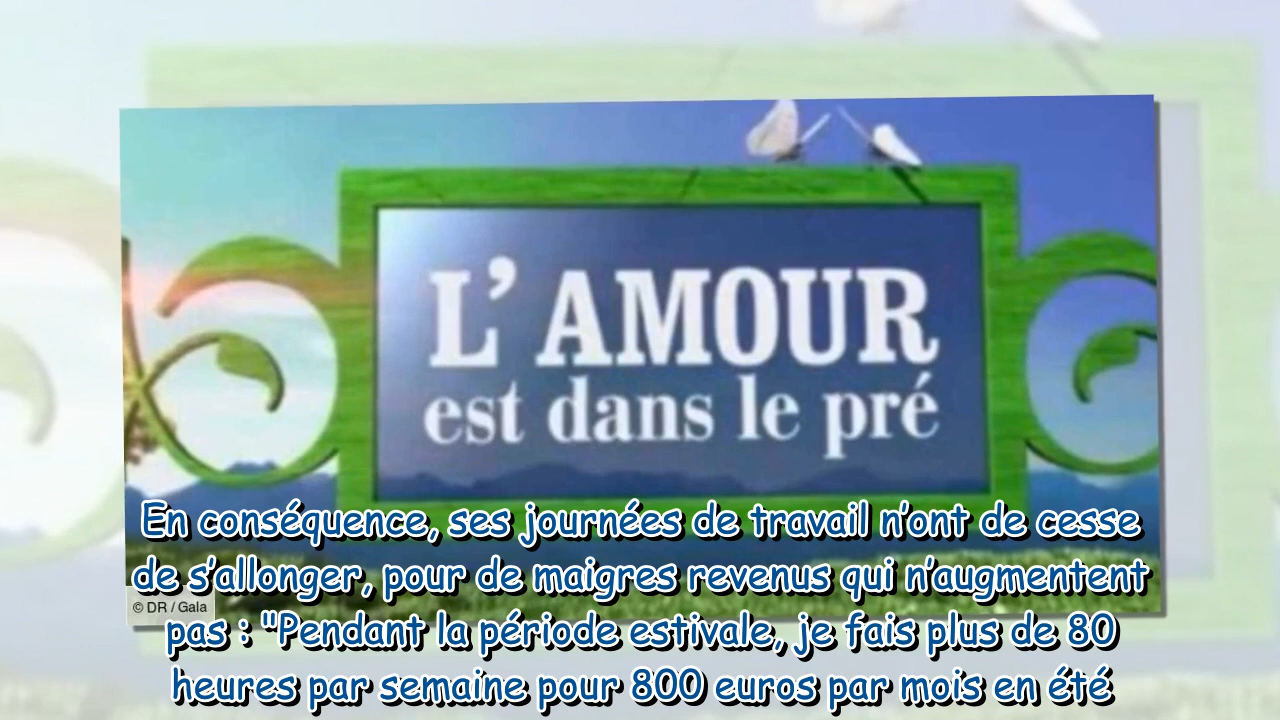 L’AMOUR
est dans le pré
© DR / Gala
En conséquence, ses journées de travail n’ont de cesse
de s’allonger, pour de maigres revenus qui n’augmentent
pas : "Pendant la période estivale, je fais plus de 80
heures par semaine pour 800 euros par mois en été